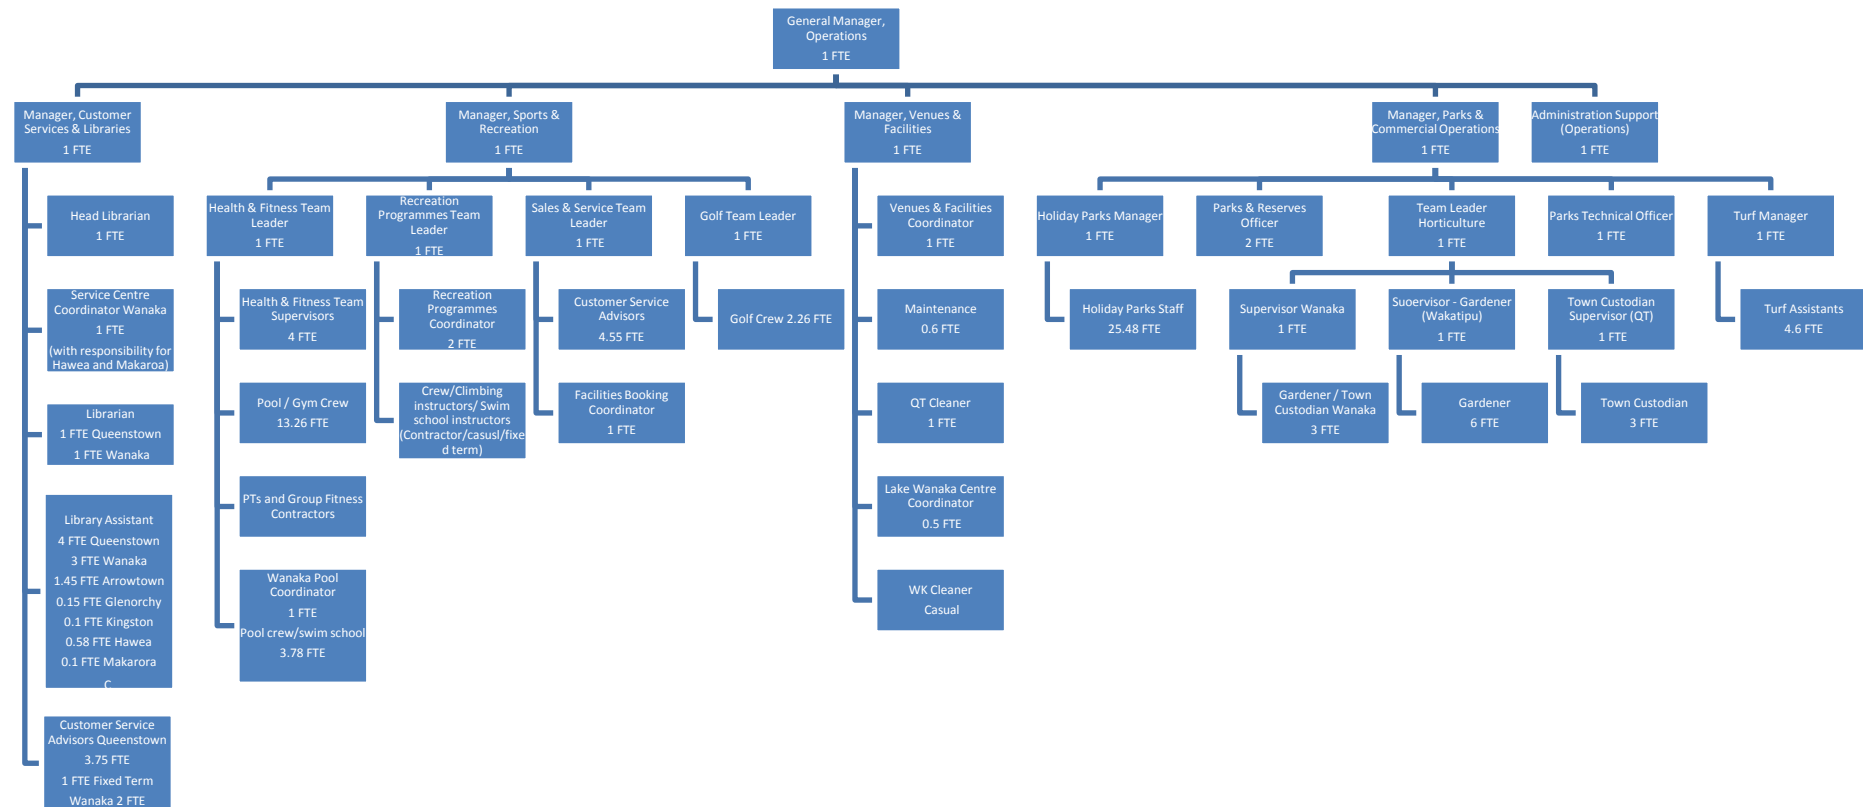 General Manager,
Operations
1 FTE
Manager, Customer
Services & Libraries
1 FTE
Manager, Sports &
Recreation
1 FTE
Manager, Venues &
Facilities
1 FTE
Manager, Parks &
Commercial Operations
1 FTE
Administration Support
(Operations)
1 FTE
Head Librarian
1 FTE
Service Centre
Coordinator Wanaka
1 FTE
(with responsibility for
Hawea and Makaroa)
Librarian
1 FTE Queenstown
1 FTE Wanaka
Library Assistant
4 FTE Queenstown
3 FTE Wanaka
1.45 FTE Arrowtown
0.15 FTE Glenorchy
0.1 FTE Kingston
0.58 FTE Hawea
0.1 FTE Makarora
C
Customer Service
Advisors Queenstown
3.75 FTE
1 FTE Fixed Term
Wanaka 2 FTE
Health & Fitness Team
Leader
1 FTE
Health & Fitness Team
Supervisors
4 FTE
Pool / Gym Crew
13.26 FTE
PTs and Group Fitness
Contractors
Wanaka Pool
Coordinator
1 FTE
Pool crew/swim school
3.78 FTE
Recreation
Programmes Team
Leader
1 FTE
Recreation
Programmes
Coordinator
2 FTE
Crew/Climbing
instructors/ Swim
school instructors
(Contractor/casusl/fixe
d term)
Sales & Service Team
Leader
1 FTE
Customer Service
Advisors
4.55 FTE
Facilities Booking
Coordinator
1 FTE
Golf Team Leader
1 FTE
Golf Crew 2.26 FTE
Venues & Facilities
Coordinator
1 FTE
Maintenance
0.6 FTE
QT Cleaner
1 FTE
Lake Wanaka Centre
Coordinator
0.5 FTE
WK Cleaner
Casual
Holiday Parks Manager
1 FTE
Holiday Parks Staff
25.48 FTE
Parks & Reserves
Officer
2 FTE
Team Leader
Horticulture
1 FTE
Supervisor Wanaka
1 FTE
Gardener / Town
Custodian Wanaka
3 FTE
Suoervisor - Gardener
(Wakatipu)
1 FTE
Gardener
6 FTE
Town Custodian
Supervisor (QT)
1 FTE
Town Custodian
3 FTE
Parks Technical Officer
1 FTE
Turf Manager
1 FTE
Turf Assistants
4.6 FTE